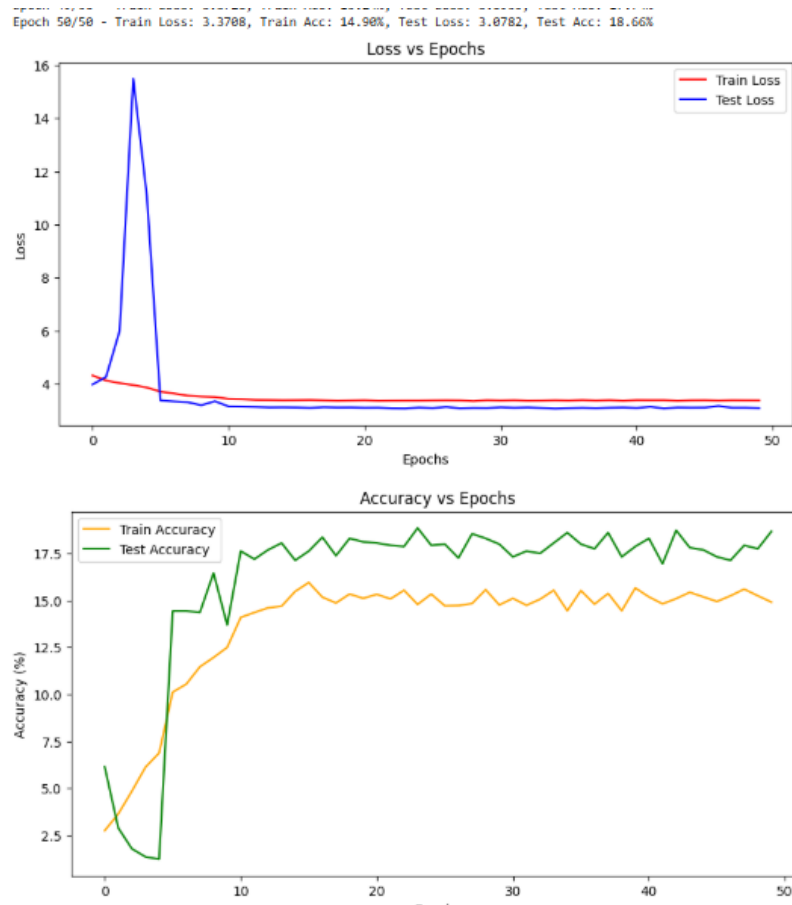 Epoch 50/50 - Train Loss: 3.3708, Train Acc: 14.90%, Test Loss: 3.0782, Test Acc: 18.66%
Loss vs Epochs
16
14
12
10
8
6
4
Loss
Train Loss
Test Loss
0 10 20 30 40 50
Epochs
Accuracy vs Epochs
17.5
15.0
12.5
10.0
7.5
5.0
2.5
Accuracy (%)
Train Accuracy
Test Accuracy
0 10 20 30 40 50